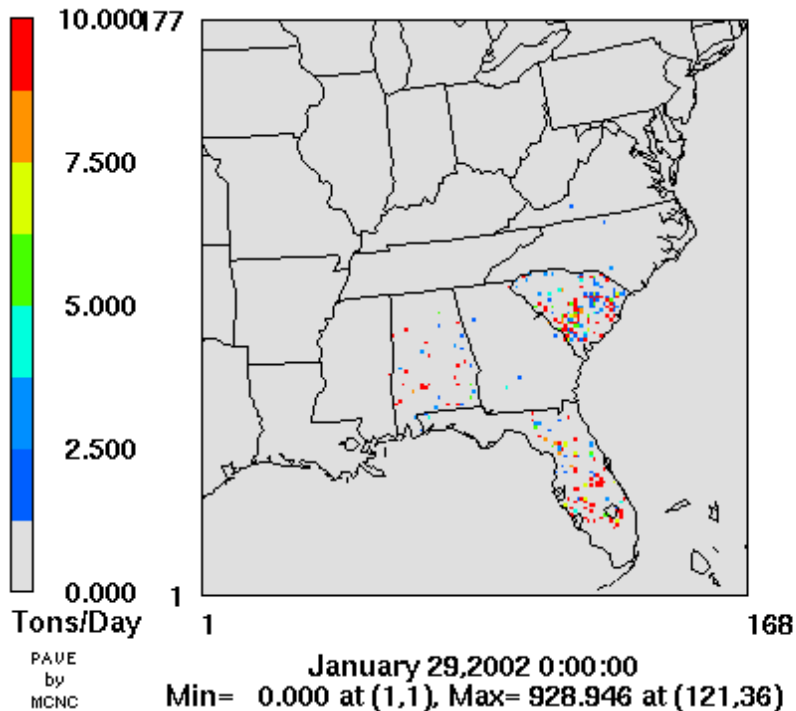 10.000
177
7.500
5.000
2.500
0.000
1
Tons/Day
1
168
PAVE
by
MCNC
January 29,2002 0:00:00
Min= 0.000 at (1,1), Max= 928.946 at (121,36)